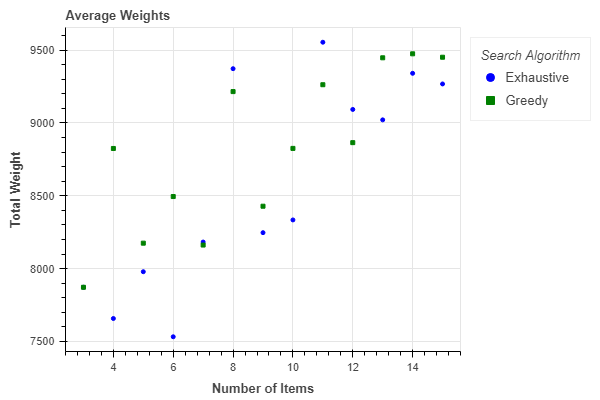 Average Weights
Search Algorithm
Exhaustive
Greedy
Total Weight
9500
9000
8500
8000
7500
4 6 8 10 12 14
Number of Items